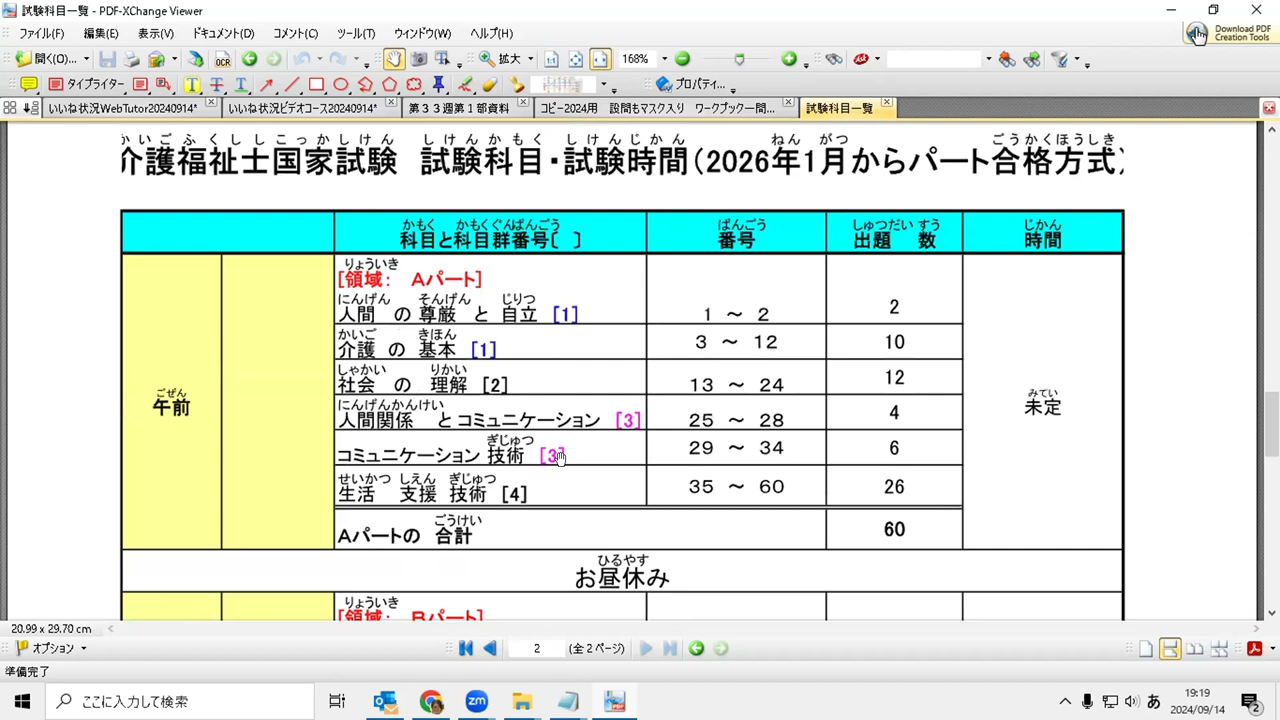 試験科目一覧 - PDF-XChange Viewer
ファイル(F) 編集(E) 表示(V) ドキュメント(D) コメント(C) ツール(T) ウィンドウ(W) ヘルプ(H)
Download PDF
Creation Tools
開く(O)... OCR 拡大 168%
タイプライター プロパティ...
いいね状況WebTutor20240914* いいね状況ビデオコース20240914* 第33週第1部資料 コピー2024用 設問もマスク入り ワークブック一問... 試験科目一覧
かいごふくししこっかしけん しけんかもく しけんじかん ねん がつ ごうかくほうしき
介護福祉士国家試験 試験科目・試験時間(2026年1月からパート合格方式)
かもく かもくぐんばんごう ばんごう しゅつだい すう じかん
科目と科目群番号[ ] 番号 出題 数 時間
りょういき
[領域: Aパート]
にんげん そんげん じりつ
人間 の 尊厳 と 自立 [1] 1 ~ 2 2
かいご きほん
介護 の 基本 [1] 3 ~ 12 10
しゃかい りかい
社会 の 理解 [2] 13 ~ 24 12
ごぜん みてい
午前 未定
にんげんかんけい
人間関係 とコミュニケーション [3] 25 ~ 28 4
ぎじゅつ
コミュニケーション 技術 [3] 29 ~ 34 6
せいかつ しえん ぎじゅつ
生活 支援 技術 [4] 35 ~ 60 26
ごうけい
Aパートの 合計 60
ひるやす
お昼休み
りょういき
[領域: Bパート]
20.99 x 29.70 cm
オプション 2 (全2ページ)
準備完了
ここに入力して検索 あ 19:19
2024/09/14 2